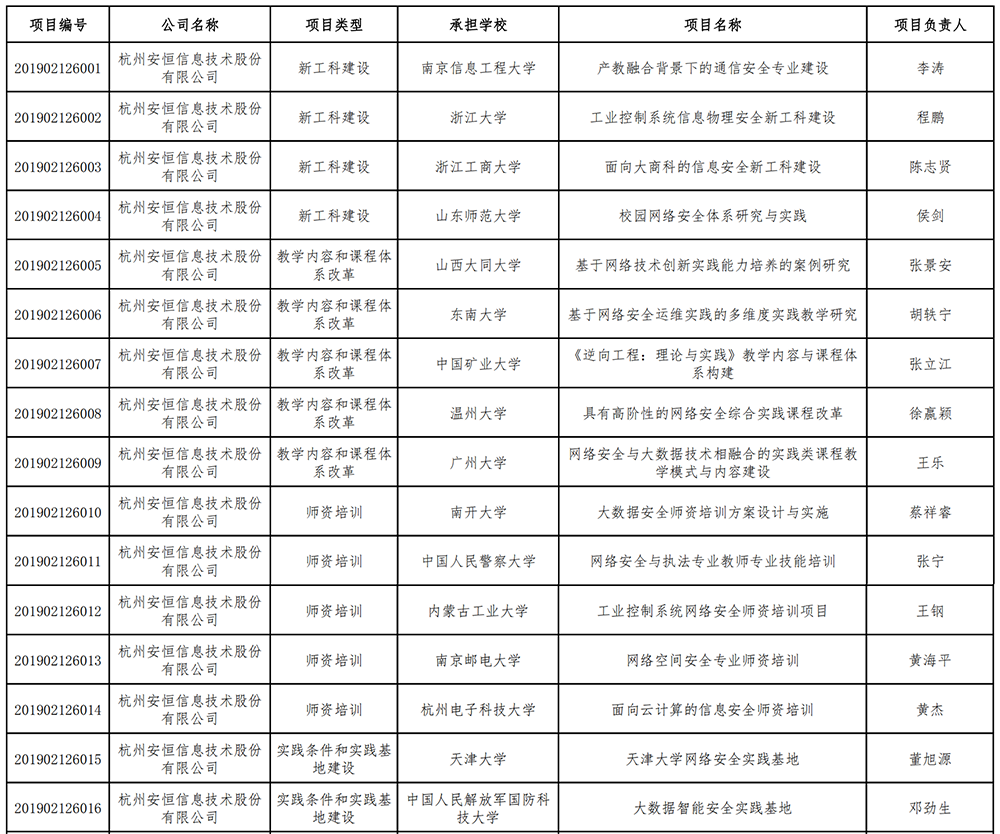 项目编号 公司名称 项目类型 承担学校 项目名称 项目负责人
201902126001 杭州安恒信息技术股份有限公司 新工科建设 南京信息工程大学 产教融合背景下的通信安全专业建设 李涛
201902126002 杭州安恒信息技术股份有限公司 新工科建设 浙江大学 工业控制系统信息物理安全新工科建设 程鹏
201902126003 杭州安恒信息技术股份有限公司 新工科建设 浙江工商大学 面向大商科的信息安全新工科建设 陈志贤
201902126004 杭州安恒信息技术股份有限公司 新工科建设 山东师范大学 校园网络安全体系研究与实践 侯剑
201902126005 杭州安恒信息技术股份有限公司 教学内容和课程体系改革 山西大同大学 基于网络技术创新实践能力培养的案例研究 张景安
201902126006 杭州安恒信息技术股份有限公司 教学内容和课程体系改革 东南大学 基于网络安全运维实践的多维度实践教学研究 胡轶宁
201902126007 杭州安恒信息技术股份有限公司 教学内容和课程体系改革 中国矿业大学 《逆向工程：理论与实践》教学内容与课程体系构建 张立江
201902126008 杭州安恒信息技术股份有限公司 教学内容和课程体系改革 温州大学 具有高阶性的网络安全综合实践课程改革 徐嬴颖
201902126009 杭州安恒信息技术股份有限公司 教学内容和课程体系改革 广州大学 网络安全与大数据技术相融合的实践类课程教学模式与内容建设 王乐
201902126010 杭州安恒信息技术股份有限公司 师资培训 南开大学 大数据安全师资培训方案设计与实施 蔡祥睿
201902126011 杭州安恒信息技术股份有限公司 师资培训 中国人民警察大学 网络安全与执法专业教师专业技能培训 张宁
201902126012 杭州安恒信息技术股份有限公司 师资培训 内蒙古工业大学 工业控制系统网络安全师资培训项目 王钢
201902126013 杭州安恒信息技术股份有限公司 师资培训 南京邮电大学 网络空间安全专业师资培训 黄海平
201902126014 杭州安恒信息技术股份有限公司 师资培训 杭州电子科技大学 面向云计算的信息安全师资培训 黄杰
201902126015 杭州安恒信息技术股份有限公司 实践条件和实践基地建设 天津大学 天津大学网络安全实践基地 董旭源
201902126016 杭州安恒信息技术股份有限公司 实践条件和实践基地建设 中国人民解放军国防科技大学 大数据智能安全实践基地 邓劲生